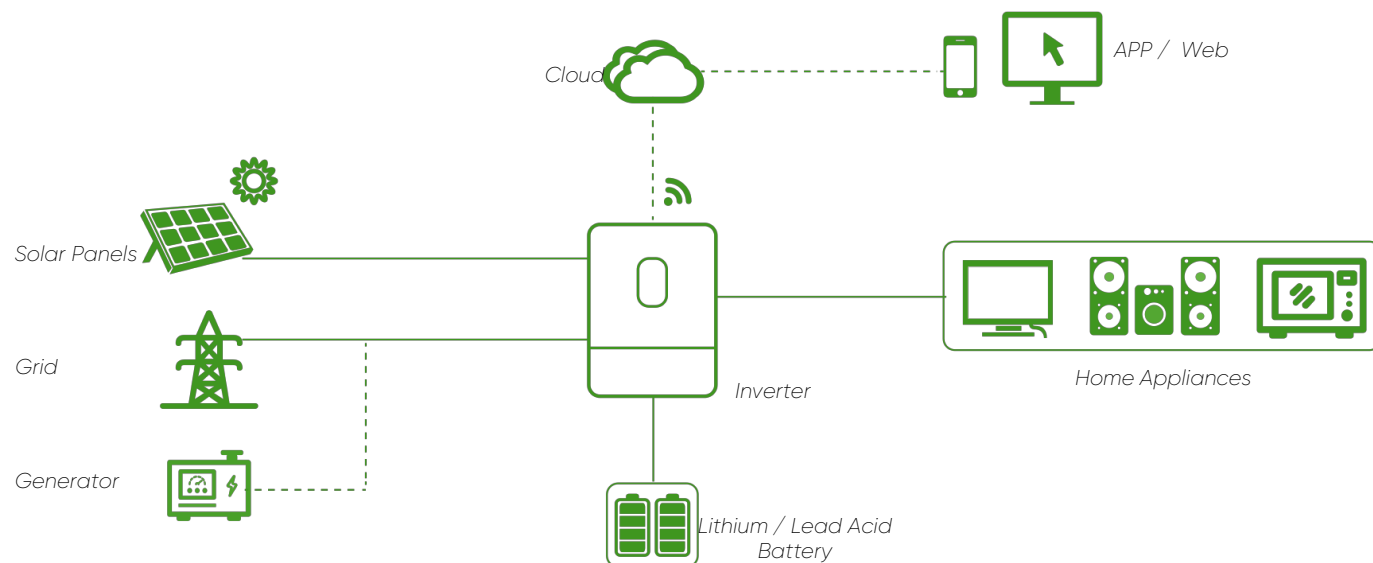 Cloud
APP / Web
Solar Panels
Grid
Inverter
Home Appliances
Generator
Lithium / Lead Acid
Battery